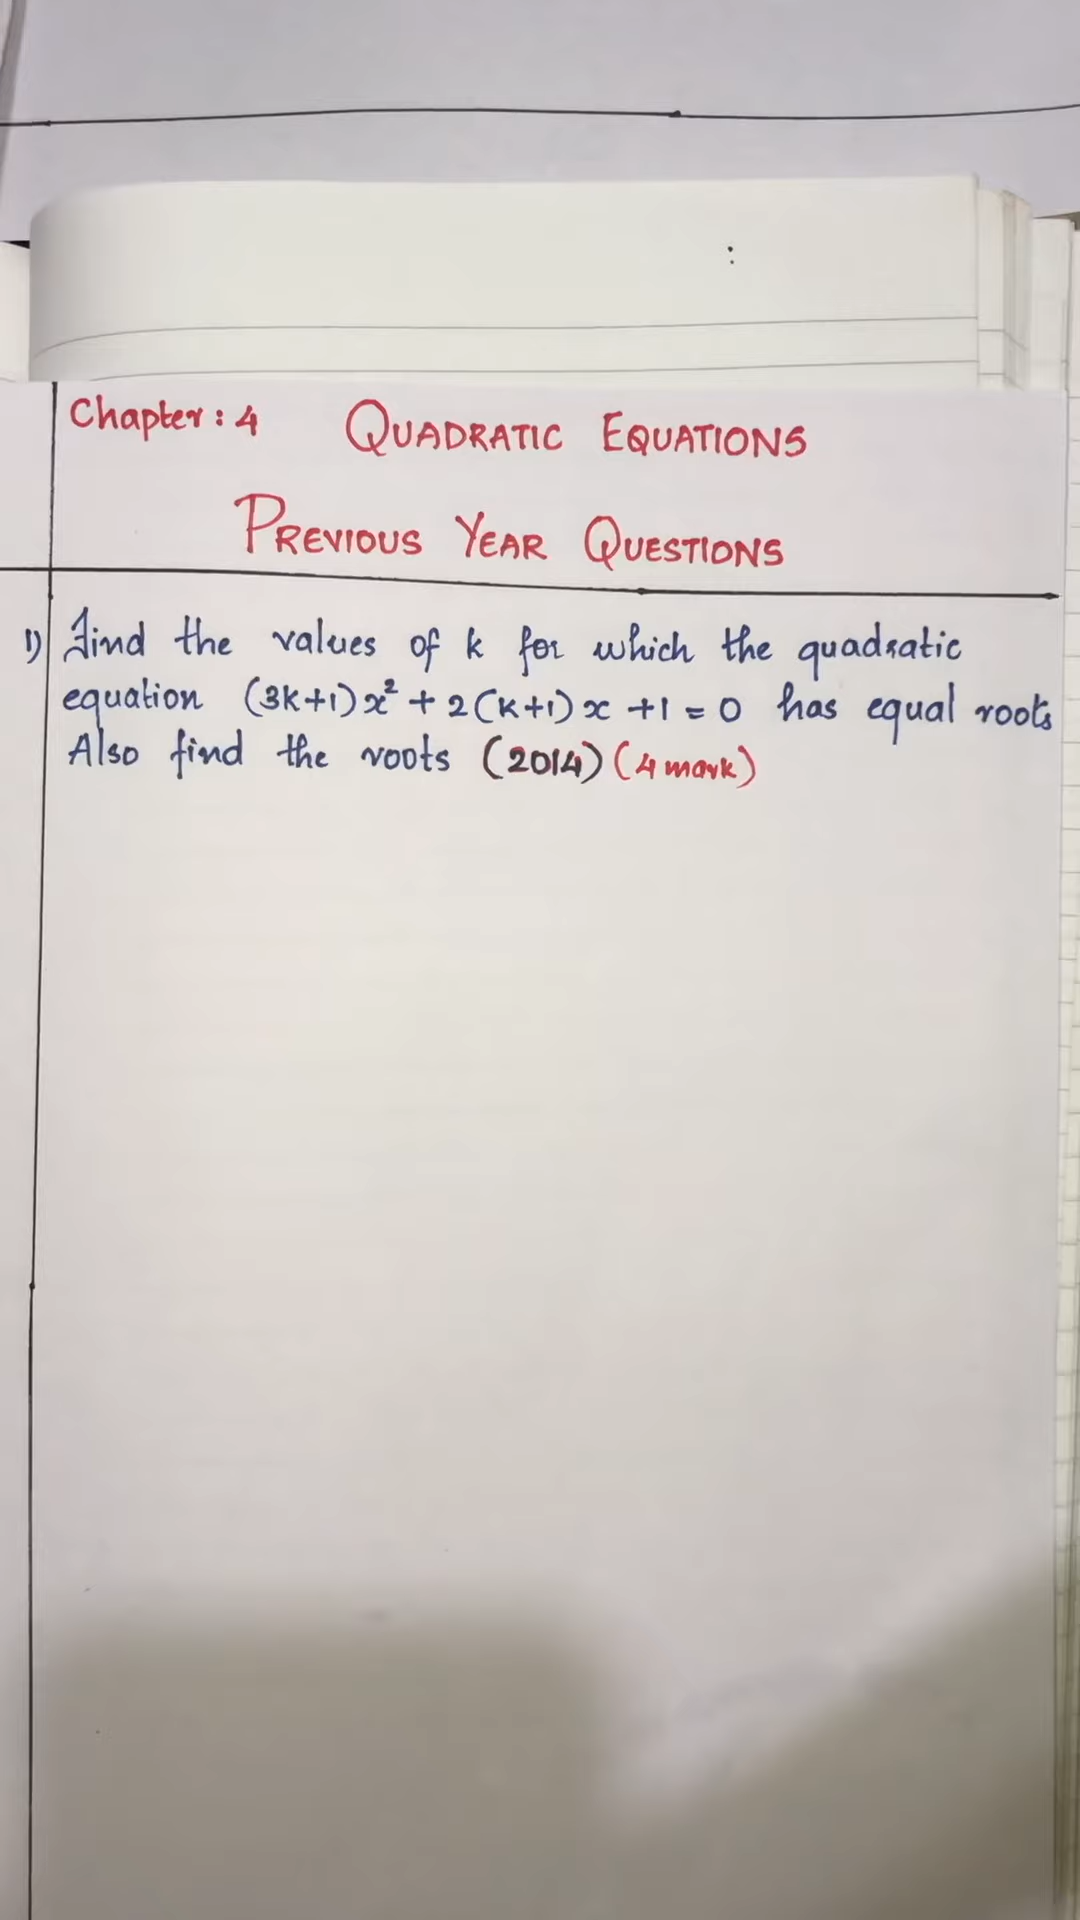 Chapter: 4 QUADRATIC EQUATIONS
PREVIOUS YEAR QUESTIONS
1) Find the values of k for which the quadratic
equation (3k+1)x² + 2(k+1)x +1 = 0 has equal roots
Also find the roots (2014) (4 mark)